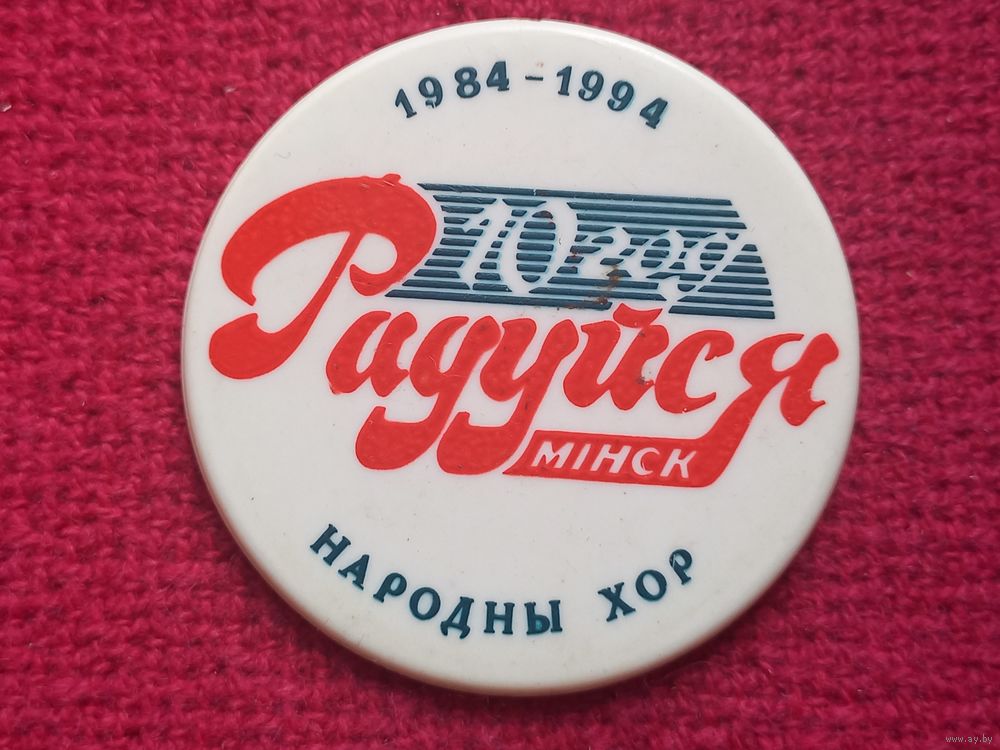 1984-1994
10 год
Радуйся
МІНСК
НАРОДНЫ ХОР
www.ay.by